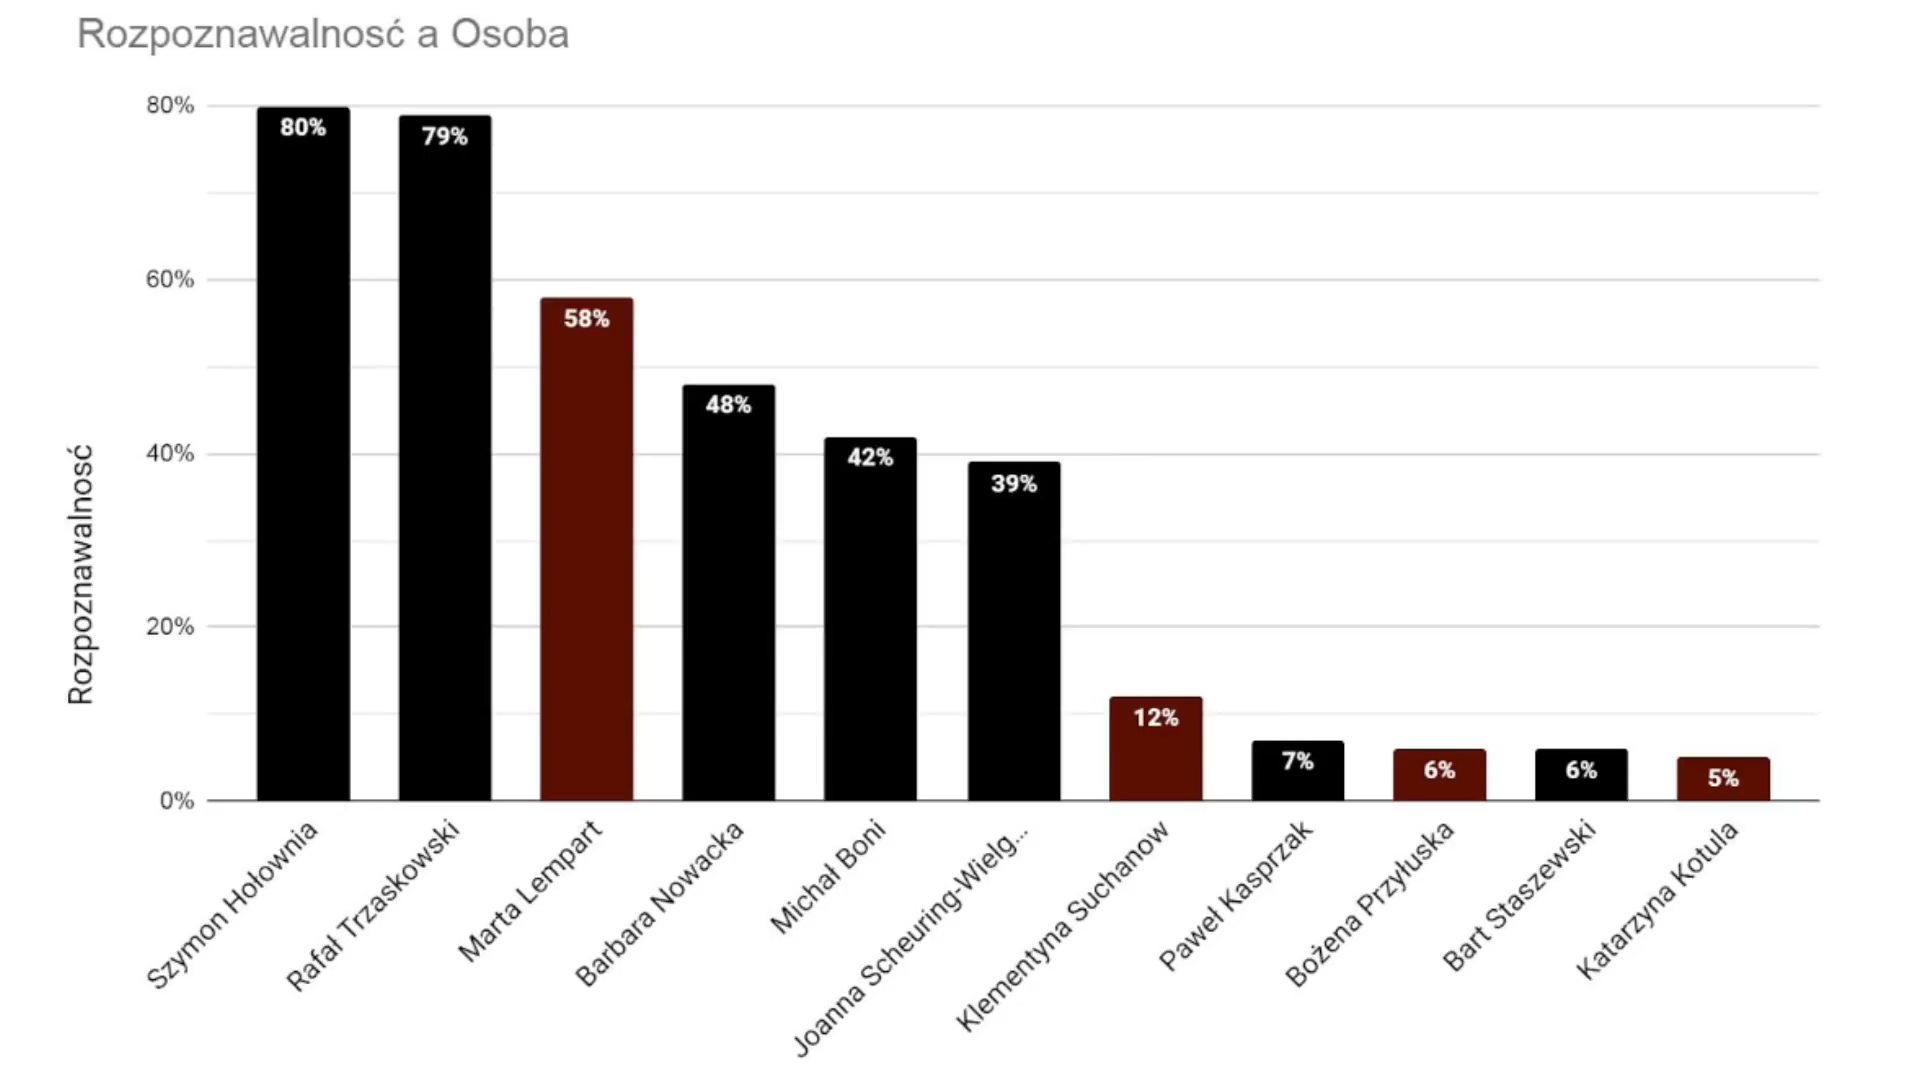 Rozpoznawalność a Osoba
80%
60%
40%
20%
0%
Rozpoznawalność
80%
79%
58%
48%
42%
39%
12%
7%
6%
6%
5%
Szymon Hołownia
Rafał Trzaskowski
Marta Lempart
Barbara Nowacka
Michał Boni
Joanna Scheuring-Wielg...
Klementyna Suchanow
Paweł Kasprzak
Bożena Przyłuska
Bart Staszewski
Katarzyna Kotula